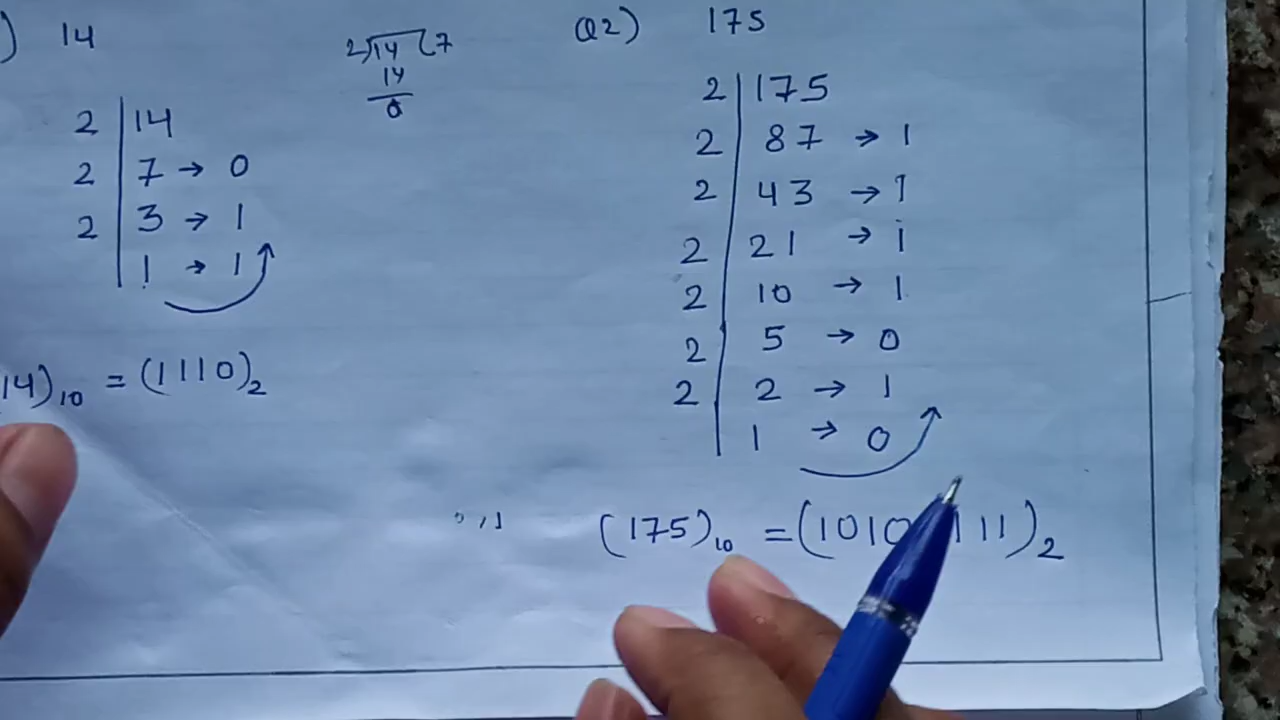 ) 14
2)14(7
14
0
2 | 14
2 | 7 → 0
2 | 3 → 1
1 → 1
14)₁₀ = (1110)₂
Q2) 175
2 | 175
2 | 87 → 1
2 | 43 → 1
2 | 21 → 1
2 | 10 → 1
2 | 5 → 0
2 | 2 → 1
1 → 0
0,1
(175)₁₀ = (1010 111)₂